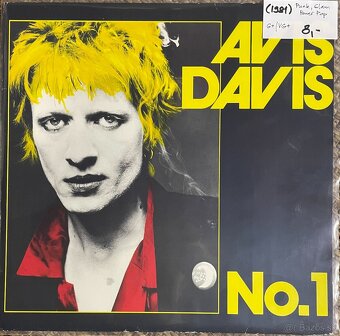 (1981) Punk, Glam
Power Pop
G+/VG+ 8,-
AVIS
DAVIS
No.1